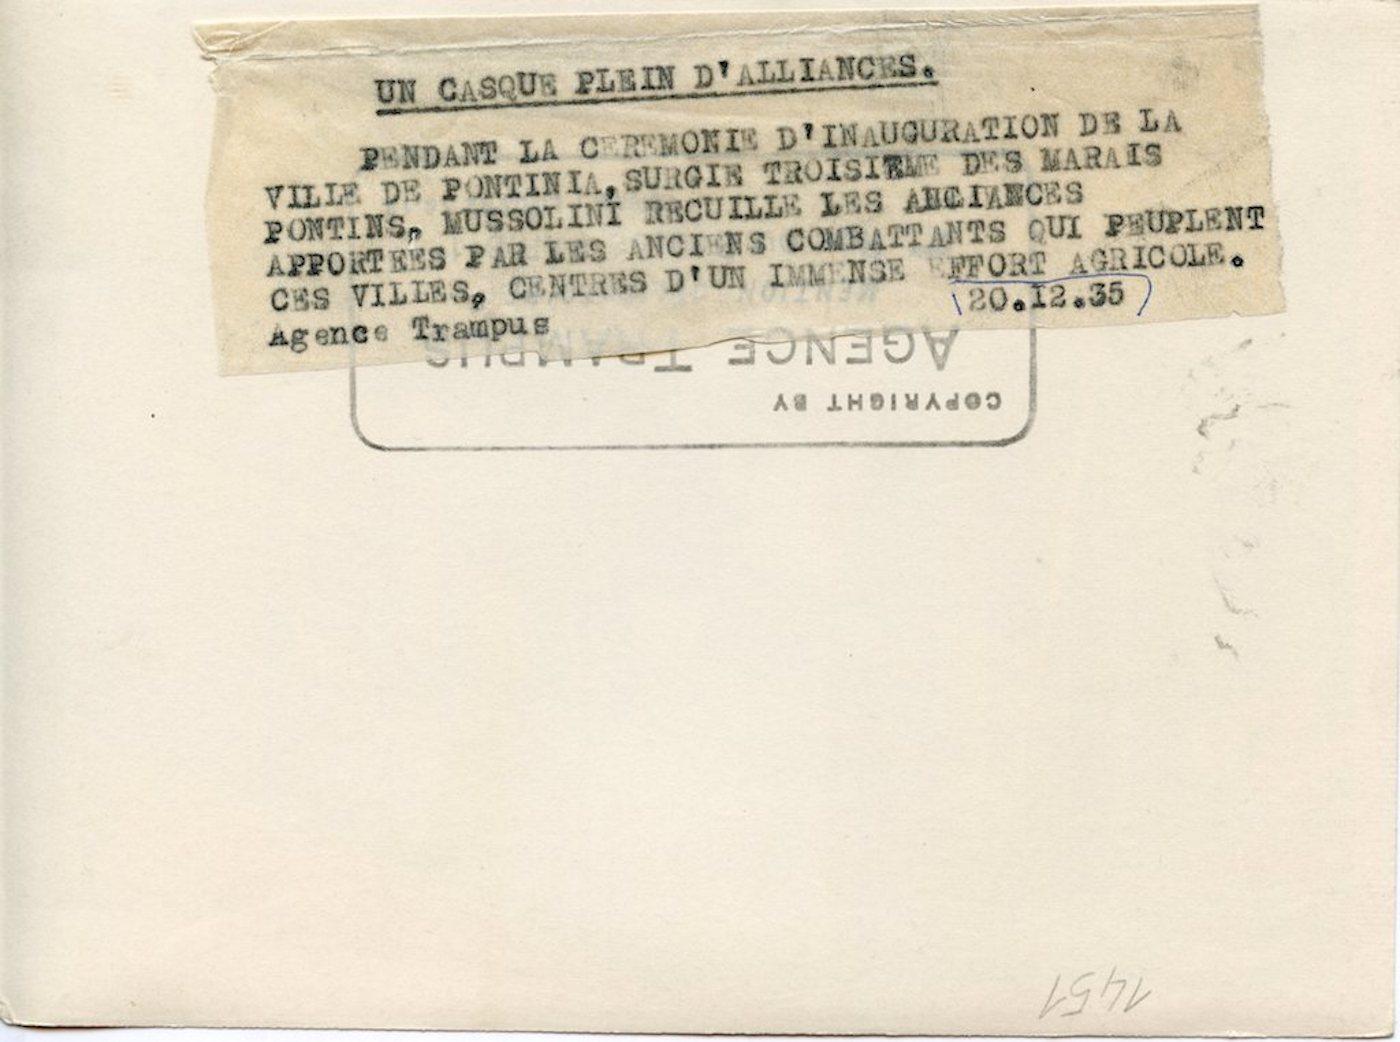 UN CASQUE PLEIN D'ALLIANCES.
PENDANT LA CEREMONIE D'INAUGURATION DE LA
VILLE DE PONTINIA, SURGIE TROISIEME DES MARAIS
PONTINS, MUSSOLINI RECUILLE LES ANCIANCES
APPORTEES PAR LES ANCIENS COMBATTANTS QUI PEUPLENT
CES VILLES, CENTRES D'UN IMMENSE EFFORT AGRICOLE.
20.12.35
Agence Trampus
MENTION
AGENCE TRAMPUS
COPYRIGHT BY
1451